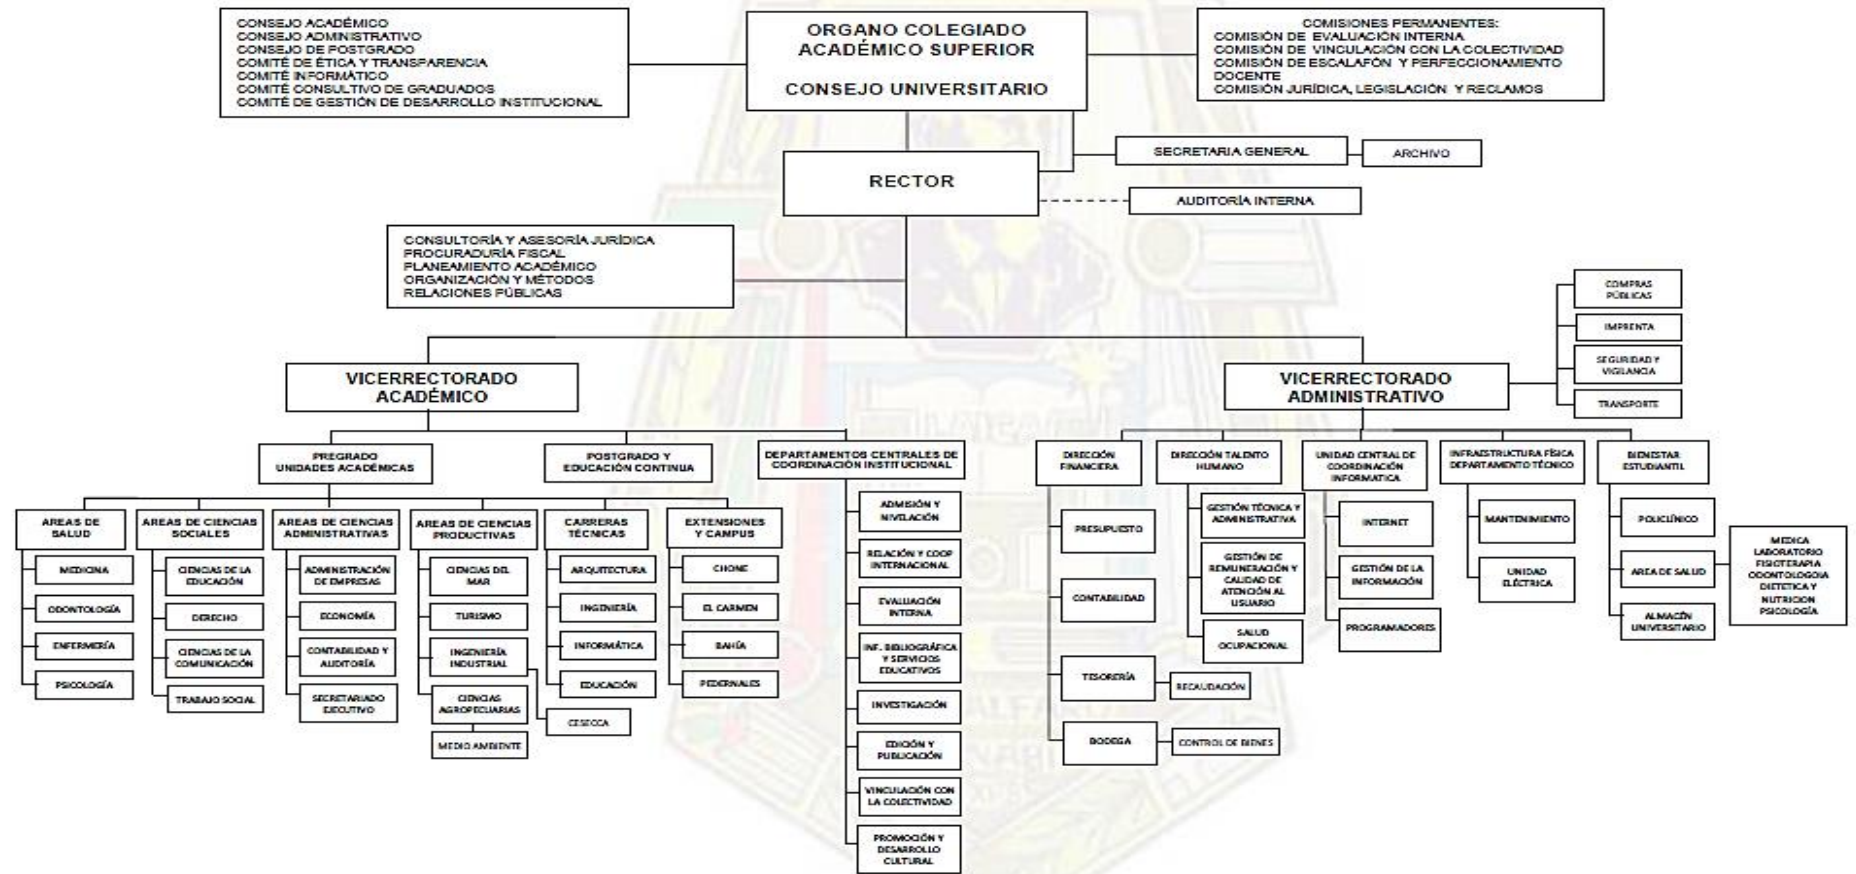 CONSEJO ACADÉMICO
CONSEJO ADMINISTRATIVO
CONSEJO DE POSTGRADO
COMITÉ DE ÉTICA Y TRANSPARENCIA
COMITÉ INFORMÁTICO
COMITÉ CONSULTIVO DE GRADUADOS
COMITÉ DE GESTIÓN DE DESARROLLO INSTITUCIONAL
ORGANO COLEGIADO
ACADÉMICO SUPERIOR
CONSEJO UNIVERSITARIO
COMISIONES PERMANENTES:
COMISIÓN DE EVALUACIÓN INTERNA
COMISIÓN DE VINCULACIÓN CON LA COLECTIVIDAD
COMISIÓN DE ESCALAFÓN Y PERFECCIONAMIENTO
DOCENTE
COMISIÓN JURÍDICA, LEGISLACIÓN Y RECLAMOS
SECRETARIA GENERAL
ARCHIVO
RECTOR
AUDITORÍA INTERNA
CONSULTORÍA Y ASESORÍA JURÍDICA
PROCURADURÍA FISCAL
PLANEAMIENTO ACADÉMICO
ORGANIZACIÓN Y MÉTODOS
RELACIONES PÚBLICAS
COMPRAS
PÚBLICAS
IMPRENTA
SEGURIDAD Y
VIGILANCIA
TRANSPORTE
VICERRECTORADO
ACADÉMICO
VICERRECTORADO
ADMINISTRATIVO
PREGRADO
UNIDADES ACADÉMICAS
POSTGRADO Y
EDUCACIÓN CONTINUA
DEPARTAMENTOS CENTRALES DE
COORDINACIÓN INSTITUCIONAL
DIRECCIÓN
FINANCIERA
DIRECCIÓN TALENTO
HUMANO
UNIDAD CENTRAL DE
COORDINACIÓN
INFORMATICA
INFRAESTRUCTURA FÍSICA
DEPARTAMENTO TÉCNICO
BIENESTAR
ESTUDIANTIL
AREAS DE
SALUD
MEDICINA
ODONTOLOGÍA
ENFERMERÍA
PSICOLOGÍA
AREAS DE CIENCIAS
SOCIALES
CIENCIAS DE LA
EDUCACIÓN
DERECHO
CIENCIAS DE LA
COMUNICACIÓN
TRABAJO SOCIAL
AREAS DE CIENCIAS
ADMINISTRATIVAS
ADMINISTRACIÓN
DE EMPRESAS
ECONOMÍA
CONTABILIDAD Y
AUDITORÍA
SECRETARIADO
EJECUTIVO
AREAS DE CIENCIAS
PRODUCTIVAS
CIENCIAS DEL
MAR
TURISMO
INGENIERÍA
INDUSTRIAL
CIENCIAS
AGROPECUARIAS
MEDIO AMBIENTE
CESECCA
CARRERAS
TÉCNICAS
ARQUITECTURA
INGENIERÍA
INFORMÁTICA
EDUCACIÓN
EXTENSIONES
Y CAMPUS
CHONE
EL CARMEN
BAHÍA
PEDERNALES
ADMISIÓN Y
NIVELACIÓN
RELACIÓN Y COOP
INTERNACIONAL
EVALUACIÓN
INTERNA
INF. BIBLIOGRÁFICA
Y SERVICIOS
EDUCATIVOS
INVESTIGACIÓN
EDICIÓN Y
PUBLICACIÓN
VINCULACIÓN CON
LA COLECTIVIDAD
PROMOCIÓN Y
DESARROLLO
CULTURAL
PRESUPUESTO
CONTABILIDAD
TESORERÍA
RECAUDACIÓN
BODEGA
CONTROL DE BIENES
GESTIÓN TÉCNICA Y
ADMINISTRATIVA
GESTIÓN DE
REMUNERACIÓN Y
CALIDAD DE
ATENCIÓN AL
USUARIO
SALUD
OCUPACIONAL
INTERNET
GESTIÓN DE LA
INFORMACIÓN
PROGRAMADORES
MANTENIMIENTO
UNIDAD
ELÉCTRICA
POLICLÍNICO
AREA DE SALUD
ALMACÉN
UNIVERSITARIO
MEDICA
LABORATORIO
FISIOTERAPIA
ODONTOLOGOIA
DIETETICA Y
NUTRICION
PSICOLOGÍA